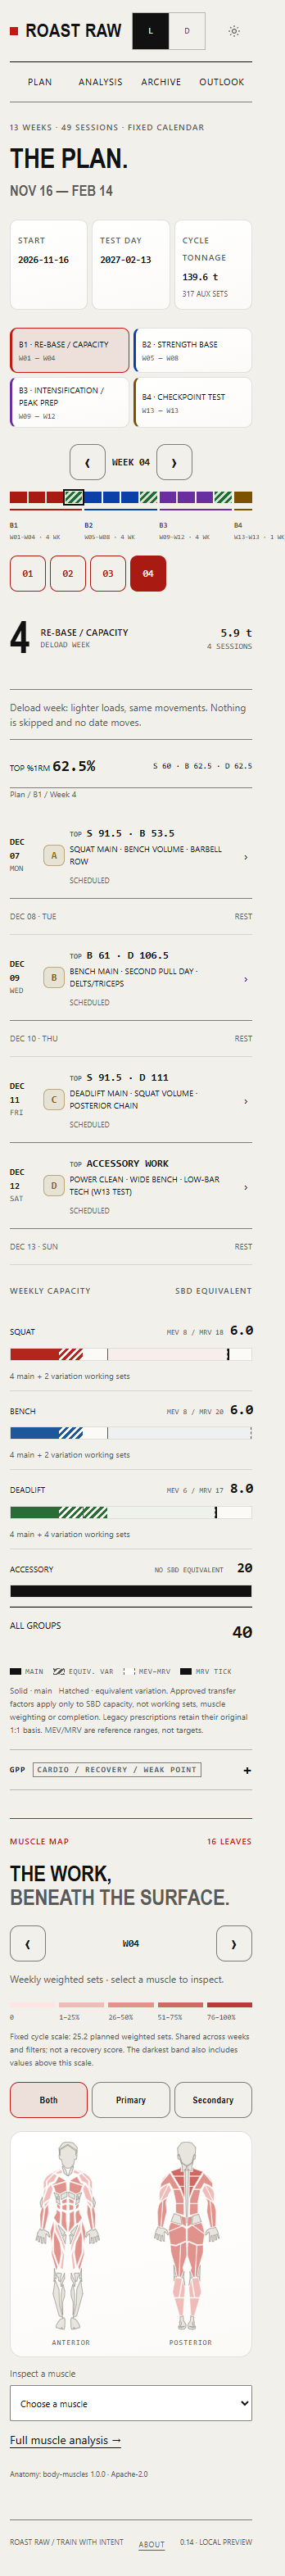 ROAST RAW
L D
PLAN ANALYSIS ARCHIVE OUTLOOK
13 WEEKS · 49 SESSIONS · FIXED CALENDAR
THE PLAN.
NOV 16 — FEB 14
START
2026-11-16
TEST DAY
2027-02-13
CYCLE
TONNAGE
139.6 t
317 AUX SETS
B1 · RE-BASE / CAPACITY
W01 — W04
B2 · STRENGTH BASE
W05 — W08
B3 · INTENSIFICATION /
PEAK PREP
W09 — W12
B4 · CHECKPOINT TEST
W13 — W13
‹ WEEK 04 ›
B1 B2 B3 B4
W01-W04 · 4 WK W05-W08 · 4 WK W09-W12 · 4 WK W13-W13 · 1 WK
01 02 03 04
4 RE-BASE / CAPACITY 5.9 t
DELOAD WEEK 4 SESSIONS
Deload week: lighter loads, same movements. Nothing
is skipped and no date moves.
TOP %1RM 62.5% S 60 · B 62.5 · D 62.5
Plan / B1 / Week 4
DEC
07
MON
A
TOP S 91.5 · B 53.5
SQUAT MAIN · BENCH VOLUME · BARBELL
ROW
SCHEDULED
›
DEC 08 · TUE REST
DEC
09
WED
B
TOP B 61 · D 106.5
BENCH MAIN · SECOND PULL DAY ·
DELTS/TRICEPS
SCHEDULED
›
DEC 10 · THU REST
DEC
11
FRI
C
TOP S 91.5 · D 111
DEADLIFT MAIN · SQUAT VOLUME ·
POSTERIOR CHAIN
SCHEDULED
›
DEC
12
SAT
D
TOP ACCESSORY WORK
POWER CLEAN · WIDE BENCH · LOW-BAR
TECH (W13 TEST)
SCHEDULED
›
DEC 13 · SUN REST
WEEKLY CAPACITY SBD EQUIVALENT
SQUAT MEV 8 / MRV 18 6.0
4 main + 2 variation working sets
BENCH MEV 8 / MRV 20 6.0
4 main + 2 variation working sets
DEADLIFT MEV 6 / MRV 17 8.0
4 main + 4 variation working sets
ACCESSORY NO SBD EQUIVALENT 20
ALL GROUPS 40
MAIN EQUIV. VAR MEV–MRV MRV TICK
Solid · main Hatched · equivalent variation. Approved transfer
factors apply only to SBD capacity, not working sets, muscle
weighting or completion. Legacy prescriptions retain their original
1:1 basis. MEV/MRV are reference ranges, not targets.
GPP CARDIO / RECOVERY / WEAK POINT +
MUSCLE MAP 16 LEAVES
THE WORK,
BENEATH THE SURFACE.
‹ W04 ›
Weekly weighted sets · select a muscle to inspect.
0 1–25% 26–50% 51–75% 76–100%
Fixed cycle scale: 25.2 planned weighted sets. Shared across weeks
and filters; not a recovery score. The darkest band also includes
values above this scale.
Both Primary Secondary
ANTERIOR POSTERIOR
Inspect a muscle
Choose a muscle
Full muscle analysis →
Anatomy: body-muscles 1.0.0 · Apache-2.0
ROAST RAW / TRAIN WITH INTENT ABOUT 0.14 · LOCAL PREVIEW